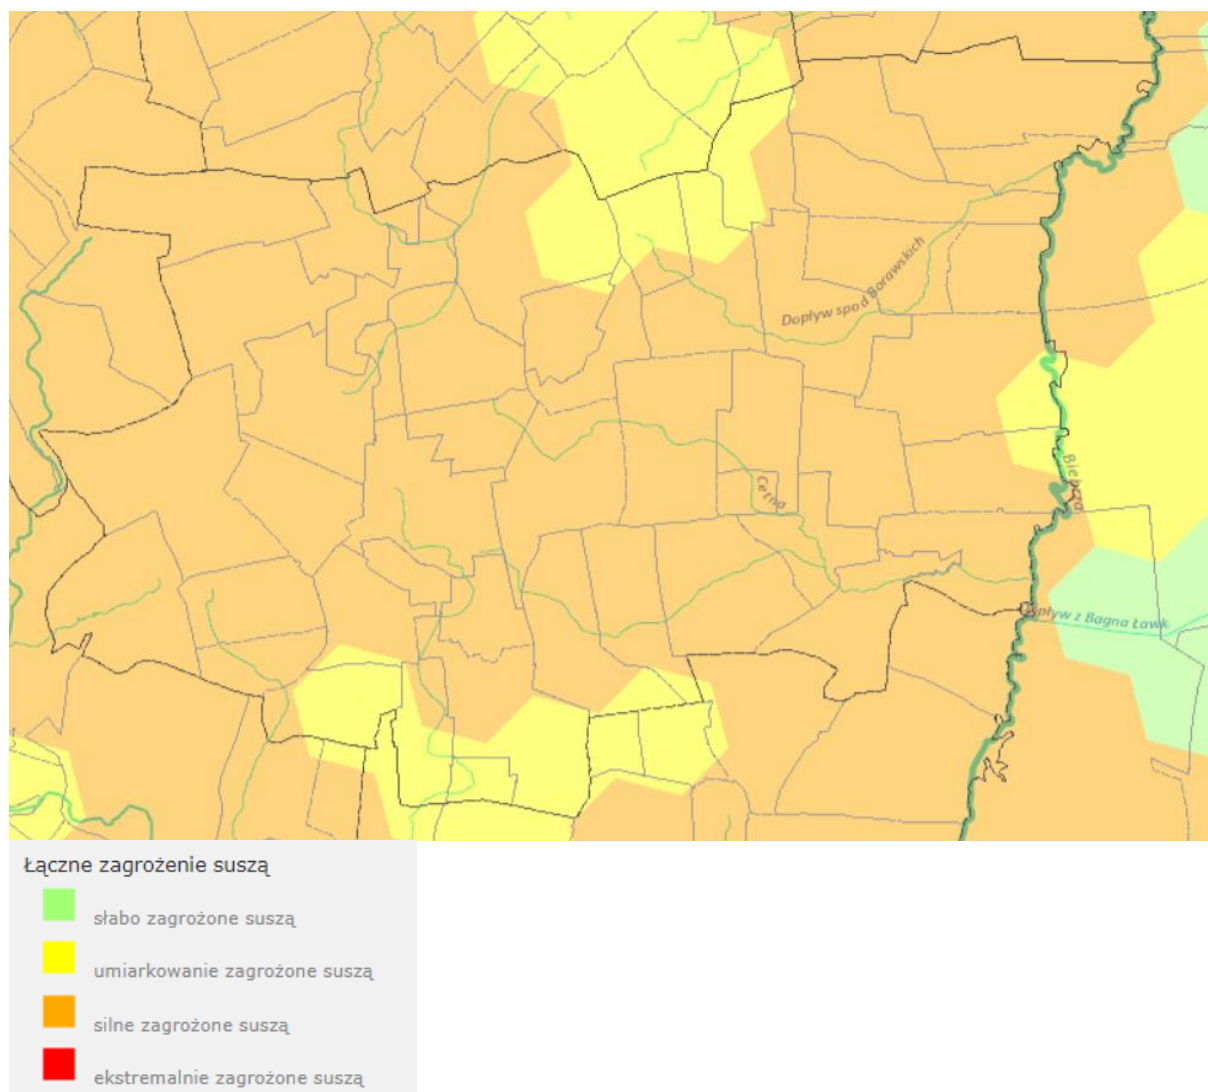 Dopływ spod Borawskich
Biebrza
Cetna
Dopływ z Bagna Ławk.
Łączne zagrożenie suszą
słabo zagrożone suszą
umiarkowanie zagrożone suszą
silne zagrożone suszą
ekstremalnie zagrożone suszą